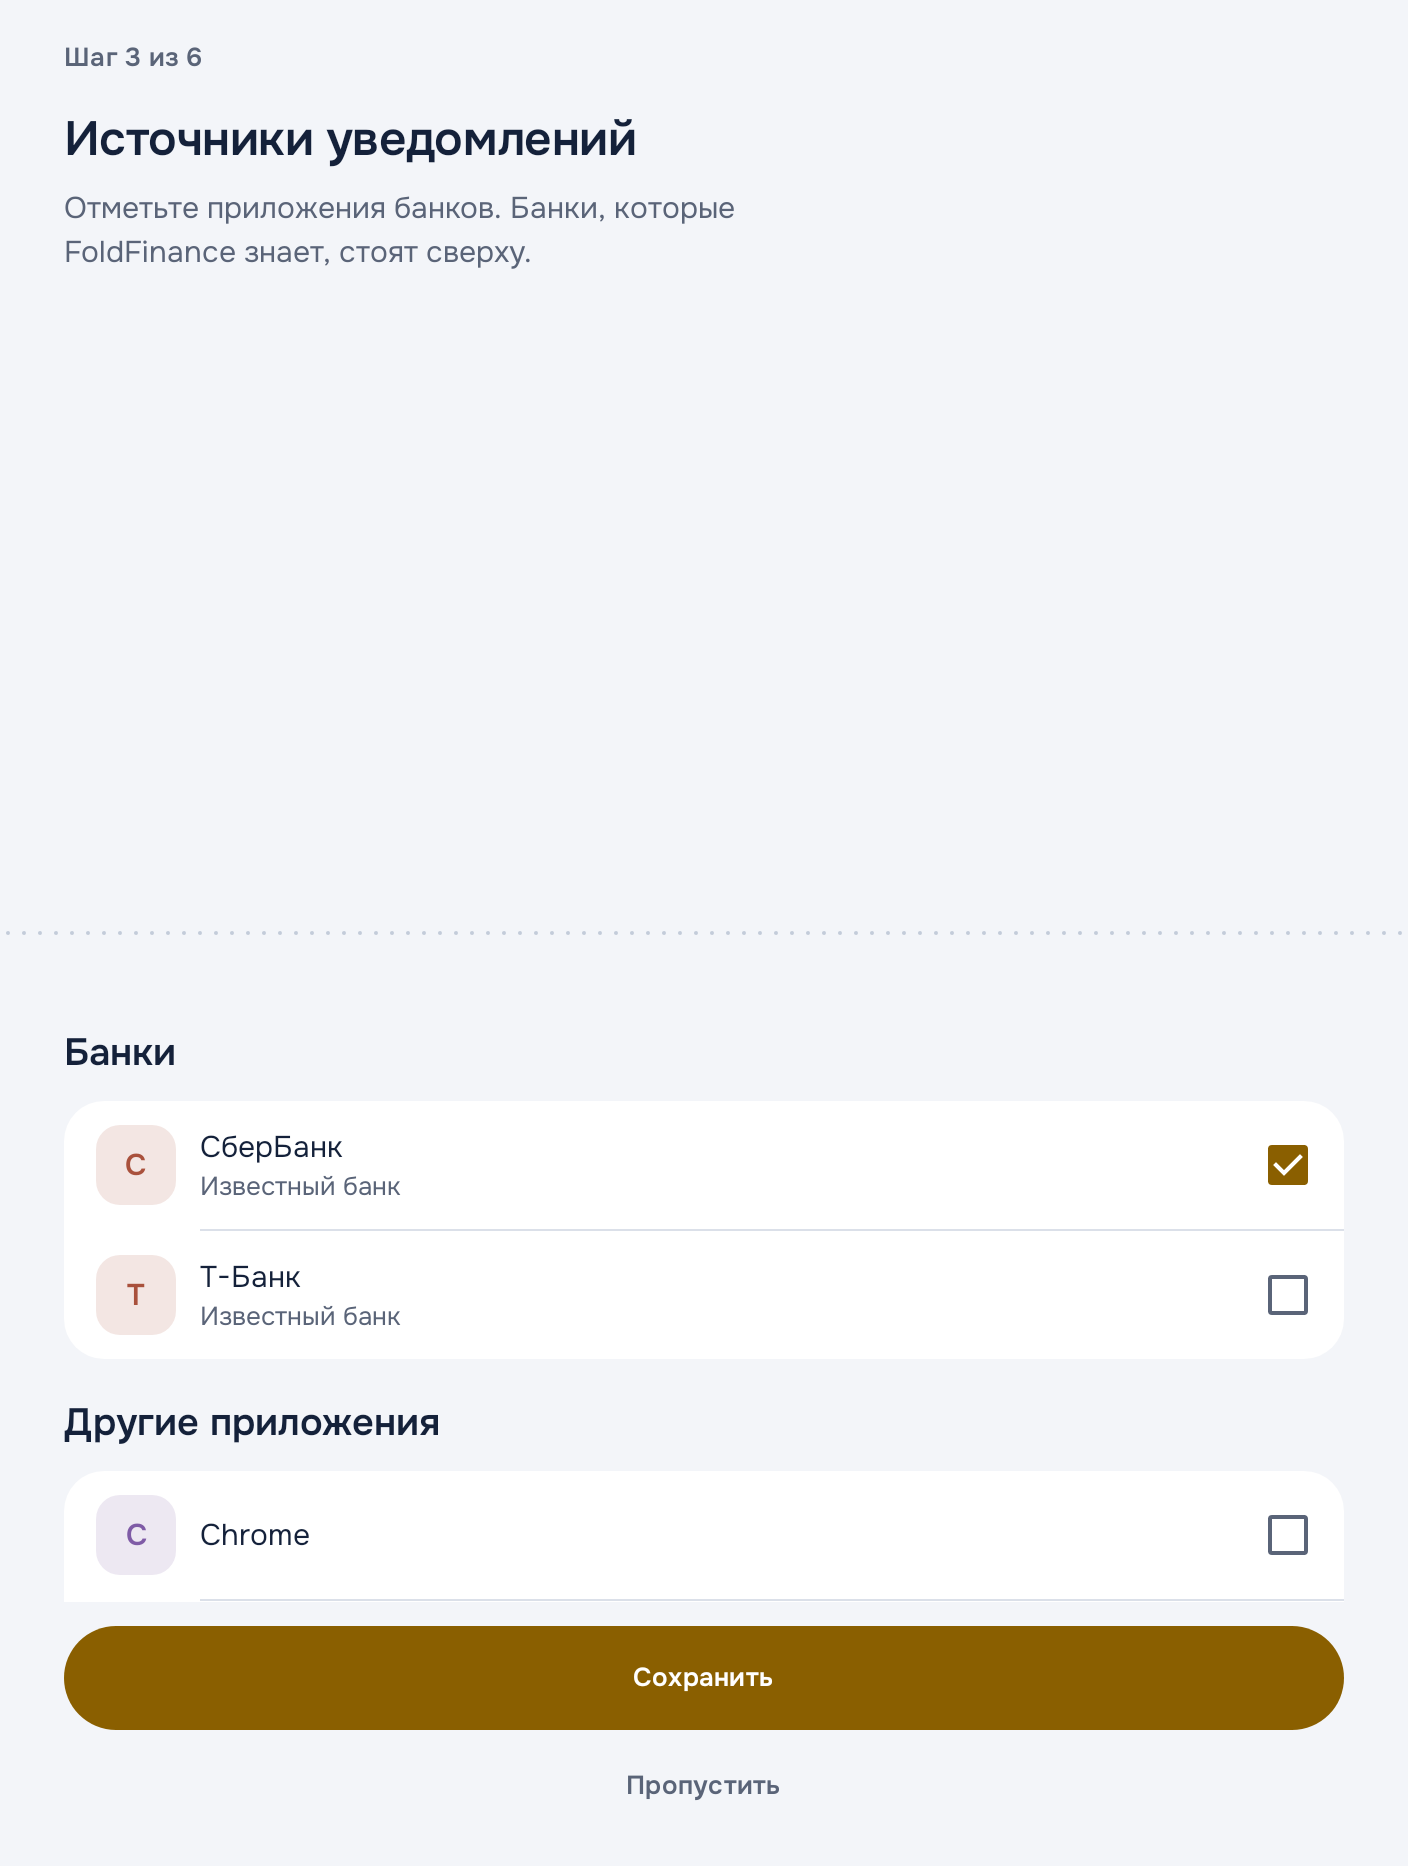 Шаг 3 из 6
Источники уведомлений
Отметьте приложения банков. Банки, которые
FoldFinance знает, стоят сверху.
Банки
С
СберБанк
Известный банк
Т
Т-Банк
Известный банк
Другие приложения
C
Chrome
Сохранить
Пропустить